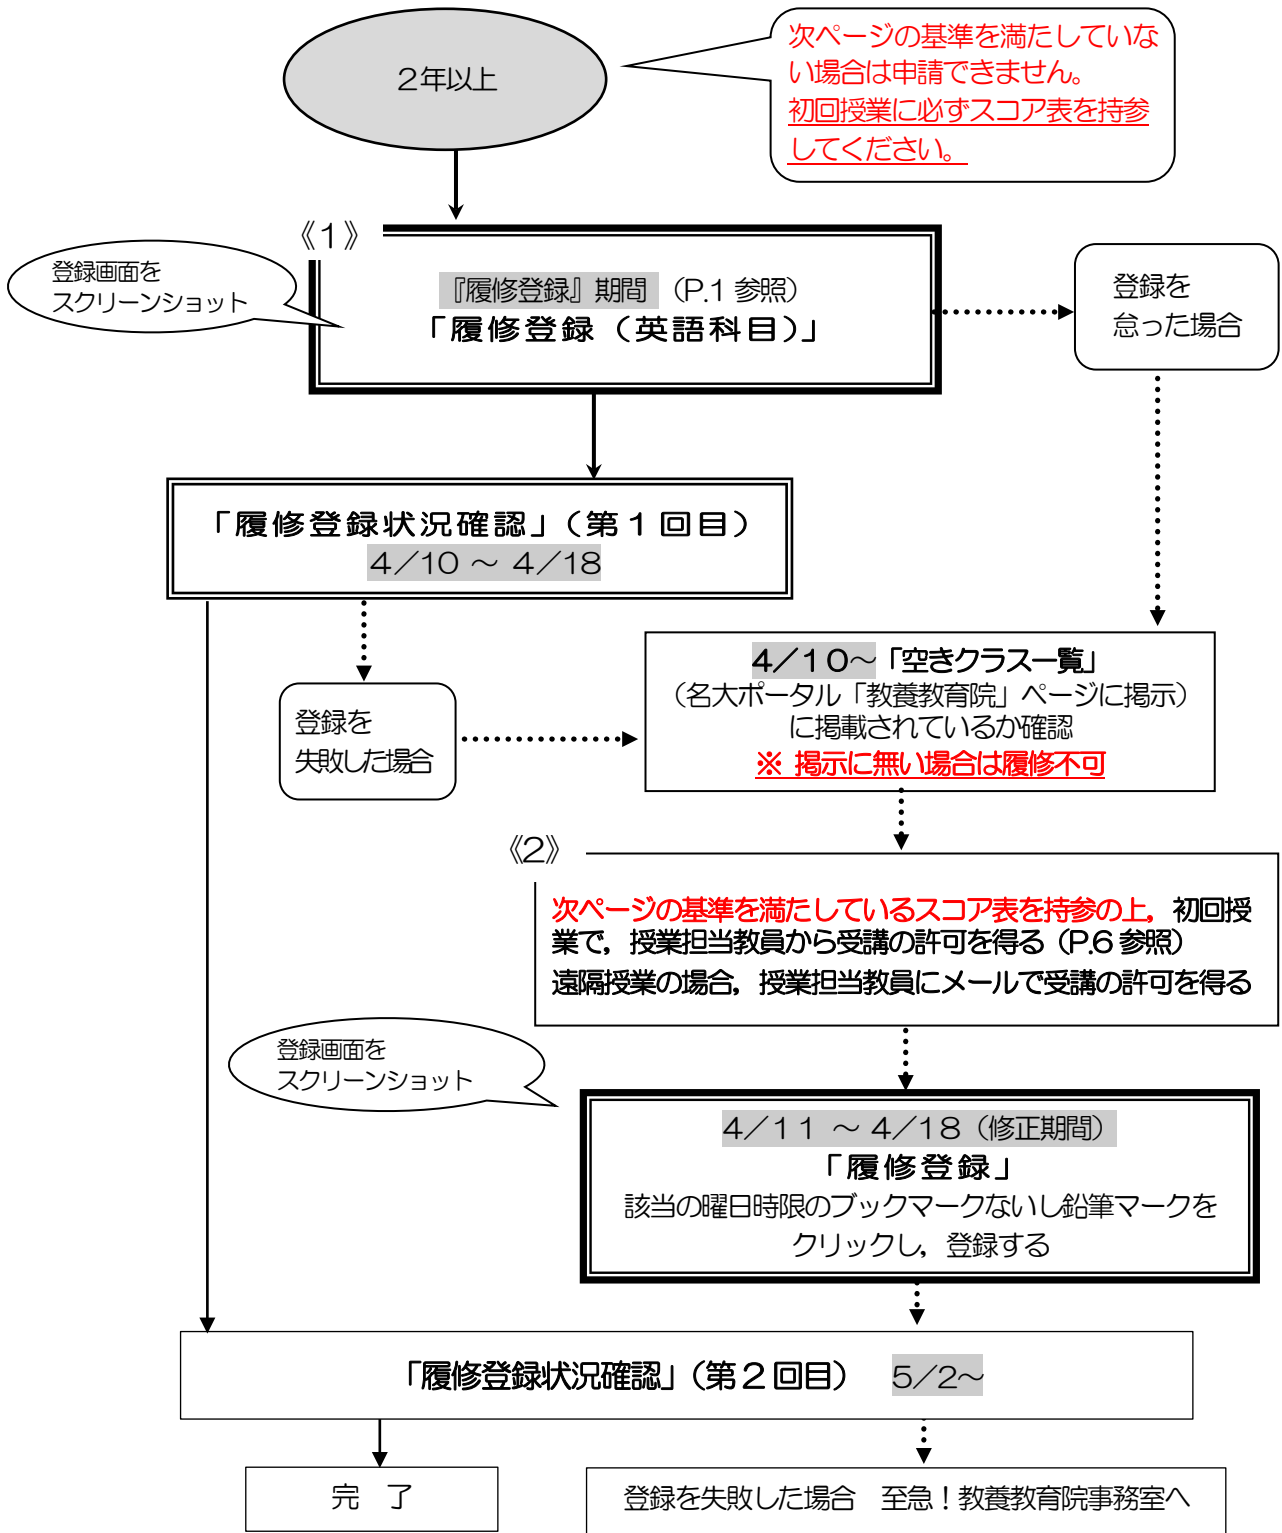 2年以上
次ページの基準を満たしていな
い場合は申請できません。
初回授業に必ずスコア表を持参
してください。
《1》
登録画面を
スクリーンショット
『履修登録』期間 （P.1 参照）
「履修登録（英語科目）」
登録を
怠った場合
「履修登録状況確認」（第1回目）
4／10 ～ 4／18
登録を
失敗した場合
4／10～「空きクラス一覧」
（名大ポータル「教養教育院」ページに掲示）
に掲載されているか確認
※ 掲示に無い場合は履修不可
《2》
次ページの基準を満たしているスコア表を持参の上，初回授
業で，授業担当教員から受講の許可を得る（P.6 参照）
遠隔授業の場合，授業担当教員にメールで受講の許可を得る
登録画面を
スクリーンショット
4／11 ～ 4／18（修正期間）
「履修登録」
該当の曜日時限のブックマークないし鉛筆マークを
クリックし，登録する
「履修登録状況確認」（第2回目） 5／2～
完 了
登録を失敗した場合 至急！教養教育院事務室へ